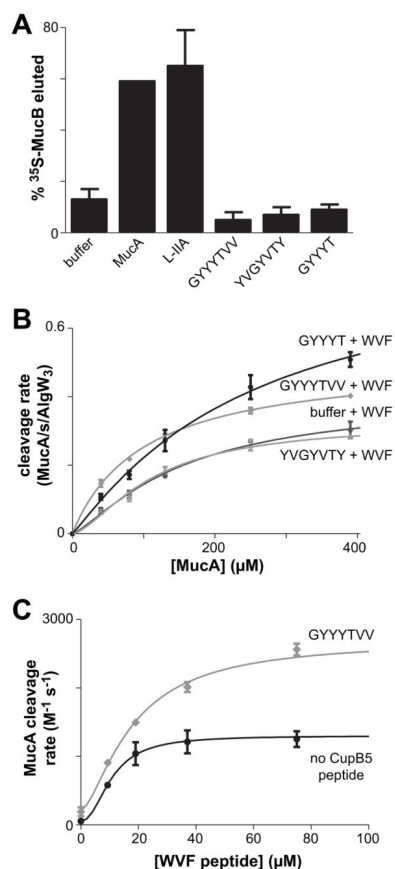 A
80
% ³⁵S-MucB eluted
0
buffer
MucA
L-IIA
GYYYTVV
YVGYVTY
GYYYT
B
0.6
cleavage rate
(MucA/s/AlgW₃)
0
GYYYT + WVF
GYYYTVV + WVF
buffer + WVF
YVGYVTY + WVF
0
200
400
[MucA] (µM)
C
3000
MucA cleavage
rate (M⁻¹ s⁻¹)
0
GYYYTVV
no CupB5
peptide
0
20
40
60
80
100
[WVF peptide] (µM)